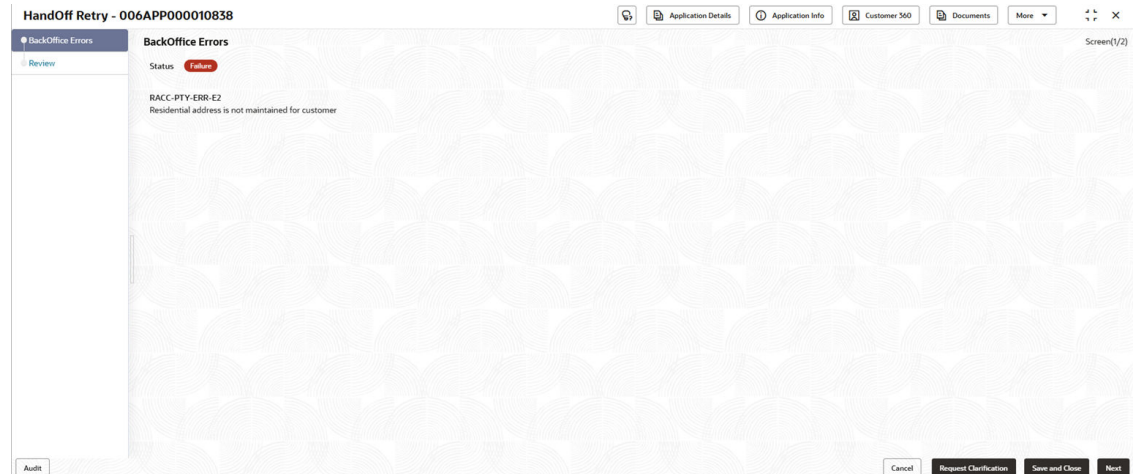 HandOff Retry - 006APP000010838
Application Details
Application Info
Customer 360
Documents
More
BackOffice Errors
Review
BackOffice Errors
Screen(1/2)
Status Failure
RACC-PTY-ERR-E2
Residential address is not maintained for customer
Audit
Cancel
Request Clarification
Save and Close
Next